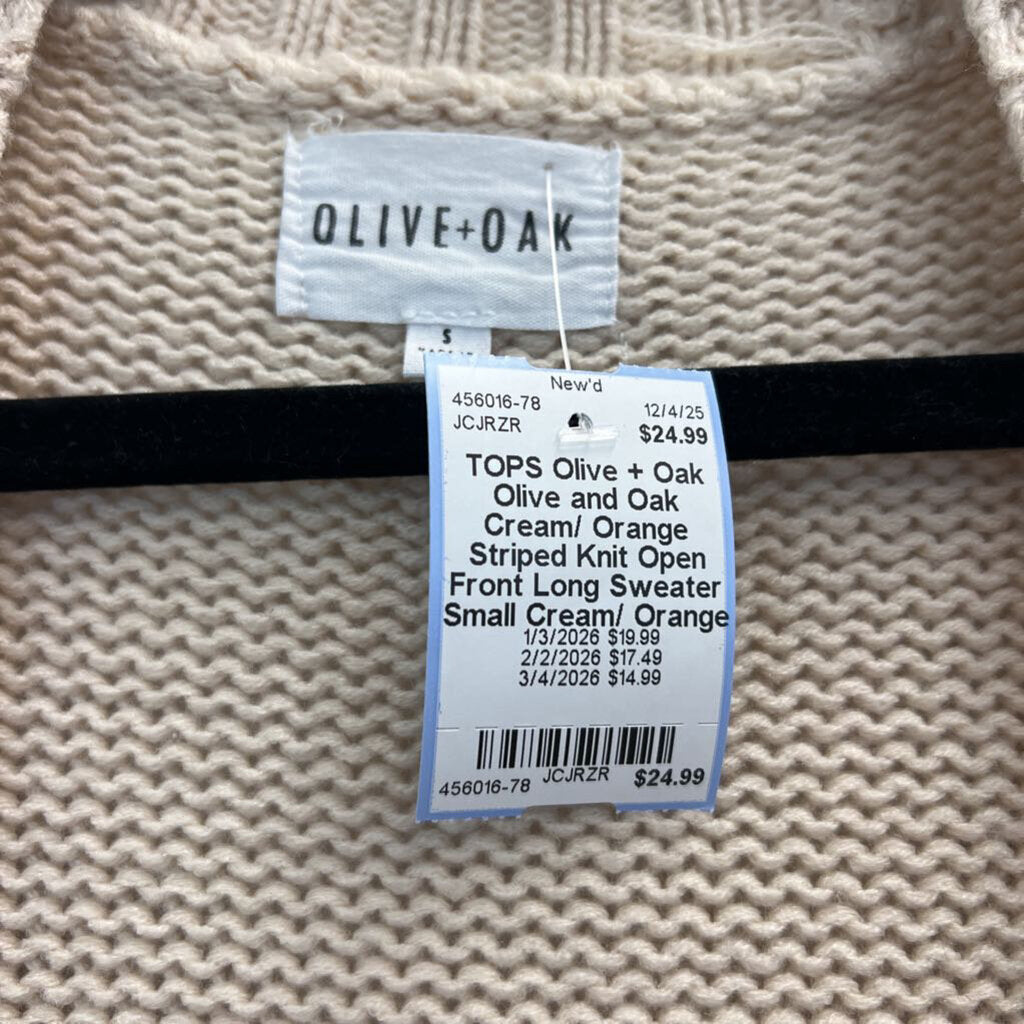 OLIVE+OAK
S
New'd
456016-78 12/4/25
JCJRZR $24.99
TOPS Olive + Oak
Olive and Oak
Cream/ Orange
Striped Knit Open
Front Long Sweater
Small Cream/ Orange
1/3/2026 $19.99
2/2/2026 $17.49
3/4/2026 $14.99
456016-78 JCJRZR $24.99